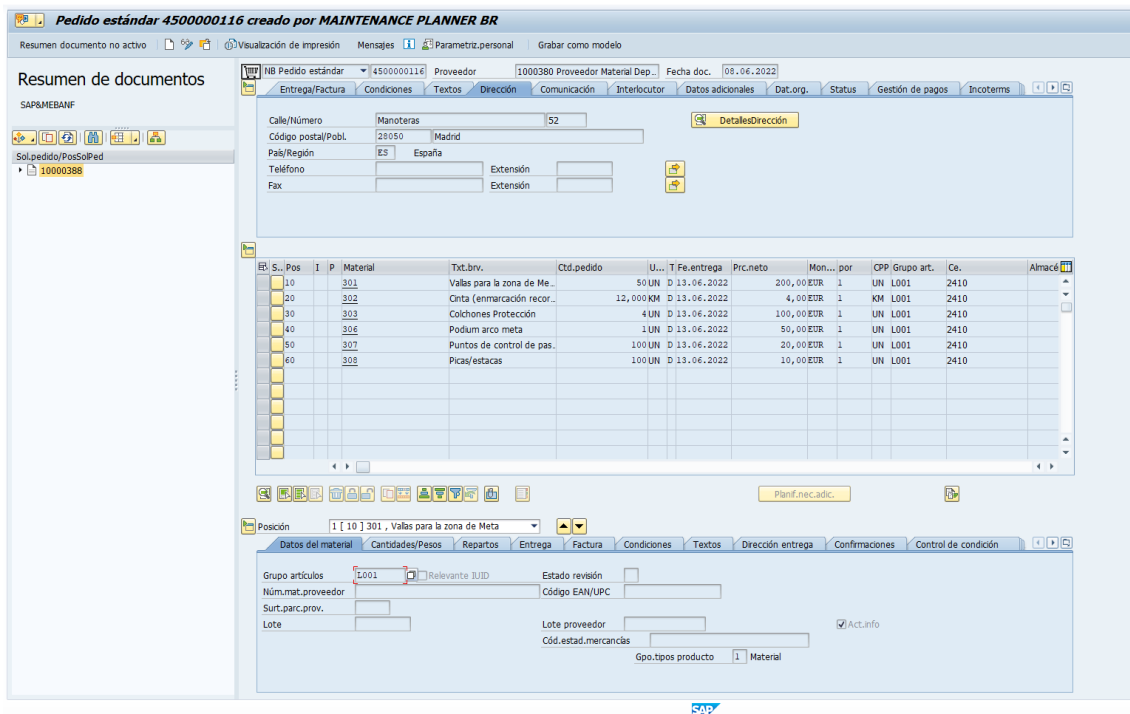 Pedido estándar 4500000116 creado por MAINTENANCE PLANNER BR
Resumen documento no activo Visualización de impresión Mensajes Parametriz.personal Grabar como modelo
Resumen de documentos
SAP&MEBANF
Sol.pedido/PosSolPed
10000388
NB Pedido estándar 4500000116 Proveedor 1000380 Proveedor Material Dep... Fecha doc. 08.06.2022
Entrega/Factura Condiciones Textos Dirección Comunicación Interlocutor Datos adicionales Dat.org. Status Gestión de pagos Incoterms
Calle/Número Manoteras 52 DetallesDirección
Código postal/Pobl. 28050 Madrid
País/Región ES España
Teléfono Extensión
Fax Extensión
S.. Pos I P Material Txt.brv. Ctd.pedido U... T Fe.entrega Prc.neto Mon... por CPP Grupo art. Ce. Almacé
10 301 Vallas para la zona de Me... 50 UN D 13.06.2022 200,00 EUR 1 UN L001 2410
20 302 Cinta (enmarcación recor... 12,000 KM D 13.06.2022 4,00 EUR 1 KM L001 2410
30 303 Colchones Protección 4 UN D 13.06.2022 100,00 EUR 1 UN L001 2410
40 306 Podium arco meta 1 UN D 13.06.2022 50,00 EUR 1 UN L001 2410
50 307 Puntos de control de pas... 100 UN D 13.06.2022 20,00 EUR 1 UN L001 2410
60 308 Picas/estacas 100 UN D 13.06.2022 10,00 EUR 1 UN L001 2410
Planif.nec.adic.
Posición 1 [ 10 ] 301 , Vallas para la zona de Meta
Datos del material Cantidades/Pesos Repartos Entrega Factura Condiciones Textos Dirección entrega Confirmaciones Control de condición
Grupo artículos L001 Relevante IUID Estado revisión
Núm.mat.proveedor Código EAN/UPC
Surt.parc.prov.
Lote Lote proveedor Act.info
Cód.estad.mercancías
Gpo.tipos producto 1 Material
SAP